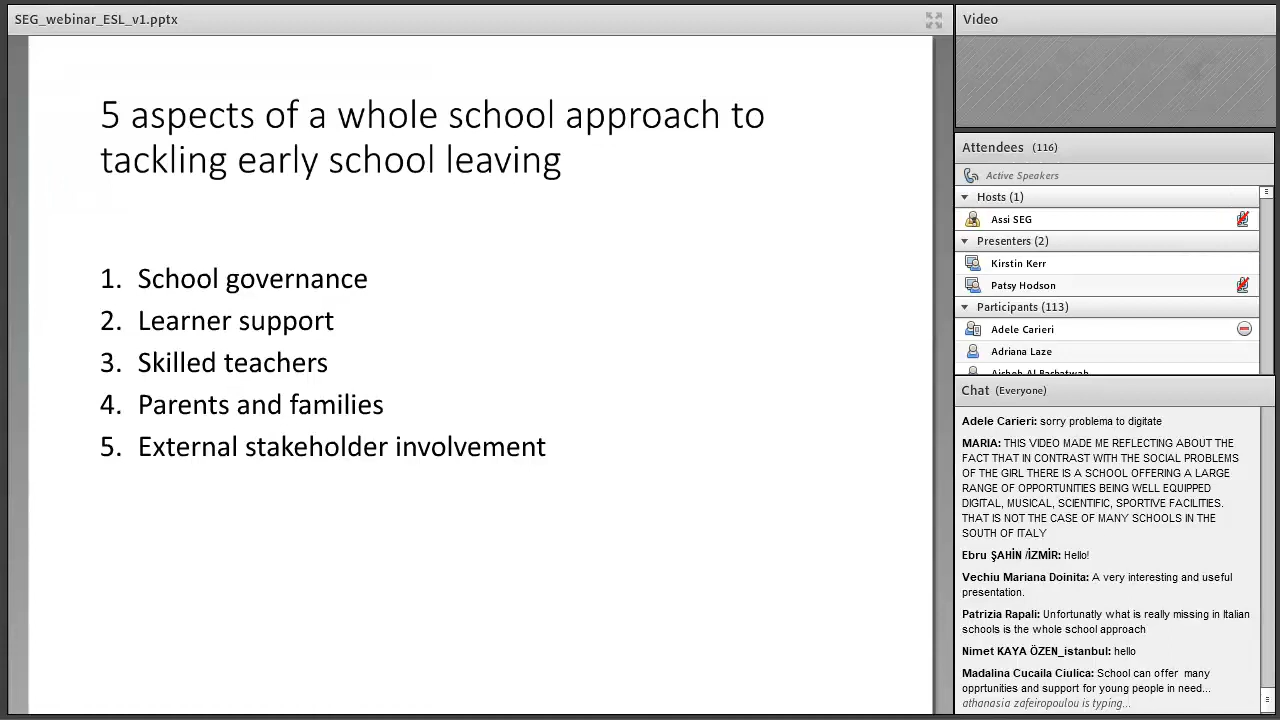 SEG_webinar_ESL_v1.pptx
5 aspects of a whole school approach to
tackling early school leaving
1. School governance
2. Learner support
3. Skilled teachers
4. Parents and families
5. External stakeholder involvement
Video
Attendees (116)
Active Speakers
Hosts (1)
Assi SEG
Presenters (2)
Kirstin Kerr
Patsy Hodson
Participants (113)
Adele Carieri
Adriana Laze
Chat (Everyone)
Adele Carieri: sorry problema to digitate
MARIA: THIS VIDEO MADE ME REFLECTING ABOUT THE
FACT THAT IN CONTRAST WITH THE SOCIAL PROBLEMS
OF THE GIRL THERE IS A SCHOOL OFFERING A LARGE
RANGE OF OPPORTUNITIES BEING WELL EQUIPPED
DIGITAL, MUSICAL, SCIENTIFIC, SPORTIVE FACILITIES.
THAT IS NOT THE CASE OF MANY SCHOOLS IN THE
SOUTH OF ITALY
Ebru ŞAHİN /İZMİR: Hello!
Vechiu Mariana Doinita: A very interesting and useful
presentation.
Patrizia Rapali: Unfortunatly what is really missing in Italian
schools is the whole school approach
Nimet KAYA ÖZEN_istanbul: hello
Madalina Cucaila Ciulica: School can offer many
opprtunities and support for young people in need...
athanasia zafeiropoulou is typing...